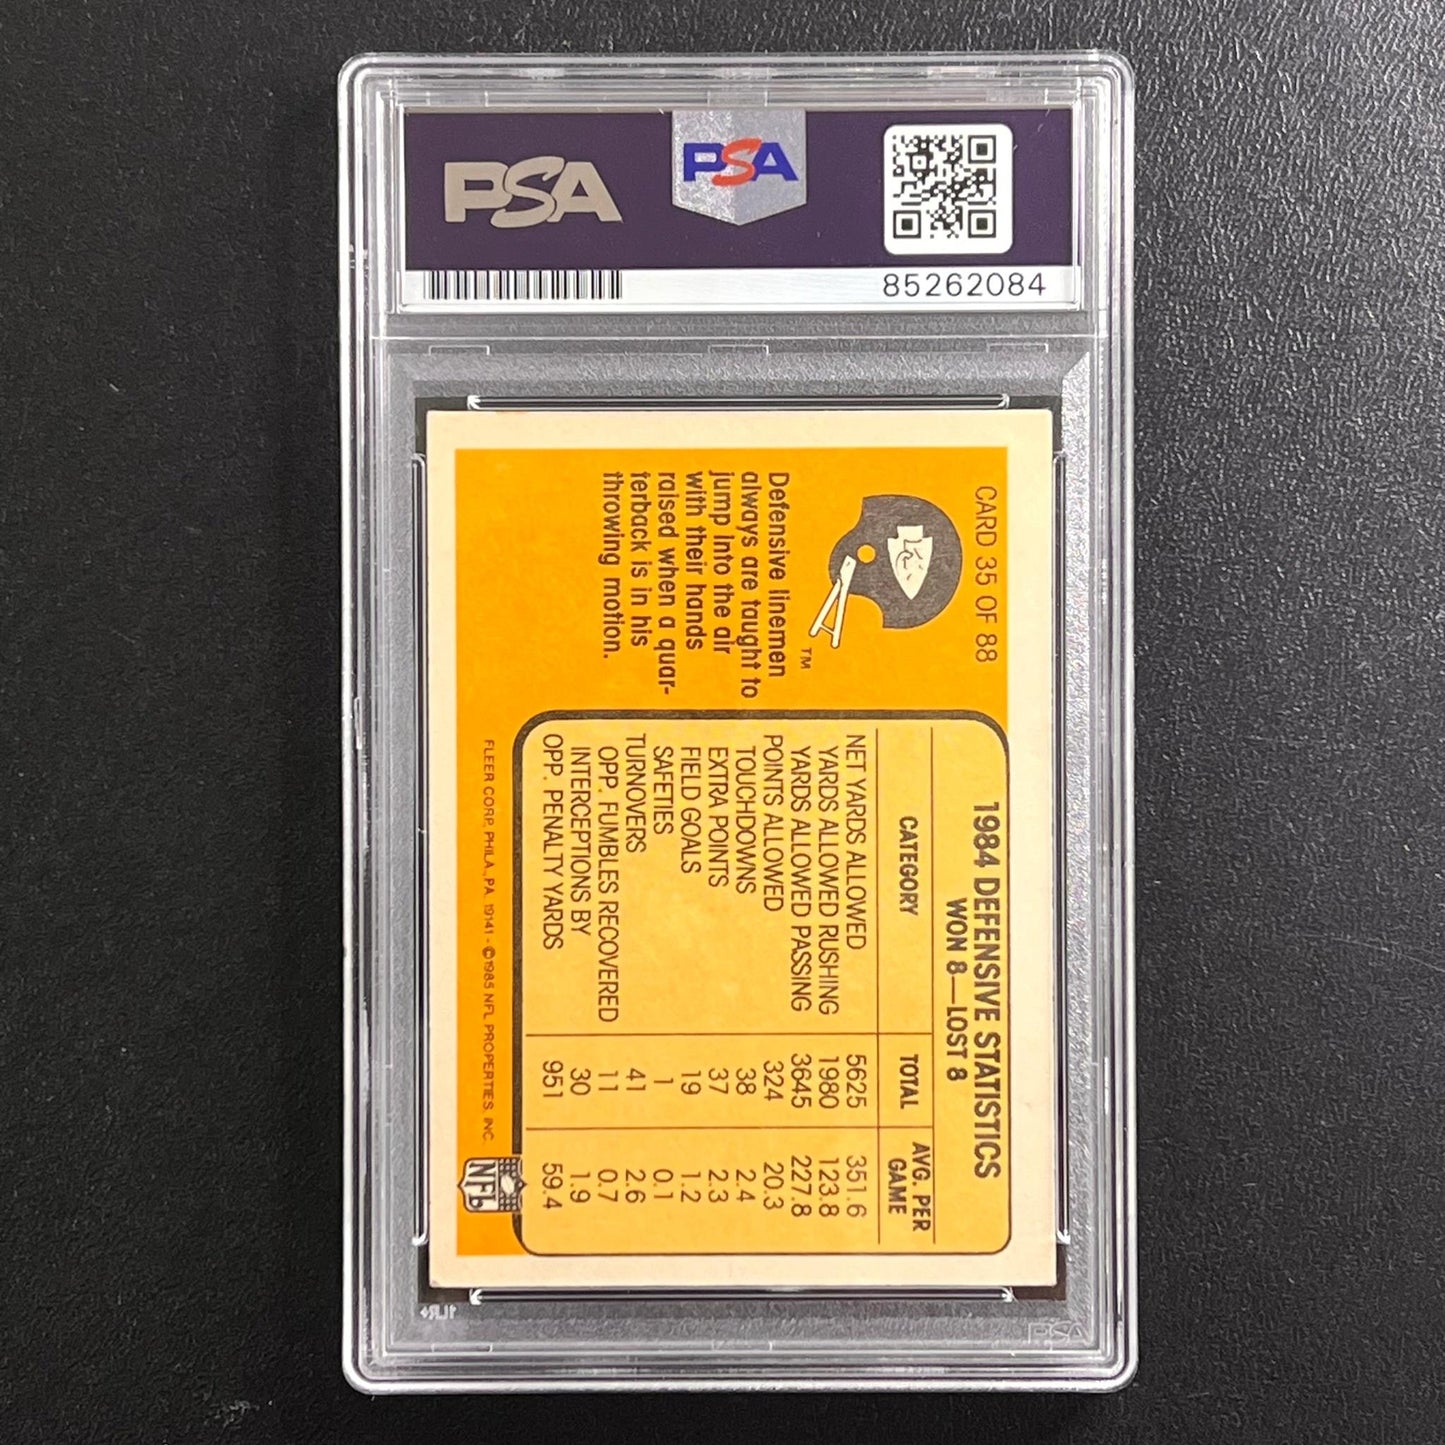 PSA
PSA
85262084
CARD 35 OF 88
TM
Defensive linemen
always are taught to
jump into the air
with their hands
raised when a quar-
terback is in his
throwing motion.
1984 DEFENSIVE STATISTICS
WON 8—LOST 8
CATEGORY TOTAL AVG. PER GAME
NET YARDS ALLOWED 5625 351.6
YARDS ALLOWED RUSHING 1980 123.8
YARDS ALLOWED PASSING 3645 227.8
POINTS ALLOWED 324 20.3
TOUCHDOWNS 38 2.4
EXTRA POINTS 37 2.3
FIELD GOALS 19 1.2
SAFETIES 1 0.1
TURNOVERS 41 2.6
OPP. FUMBLES RECOVERED 11 0.7
INTERCEPTIONS BY 30 1.9
OPP. PENALTY YARDS 951 59.4
FLEER CORP. PHILA., PA. 19141 - © 1985 NFL PROPERTIES, INC.
NFL
PSA